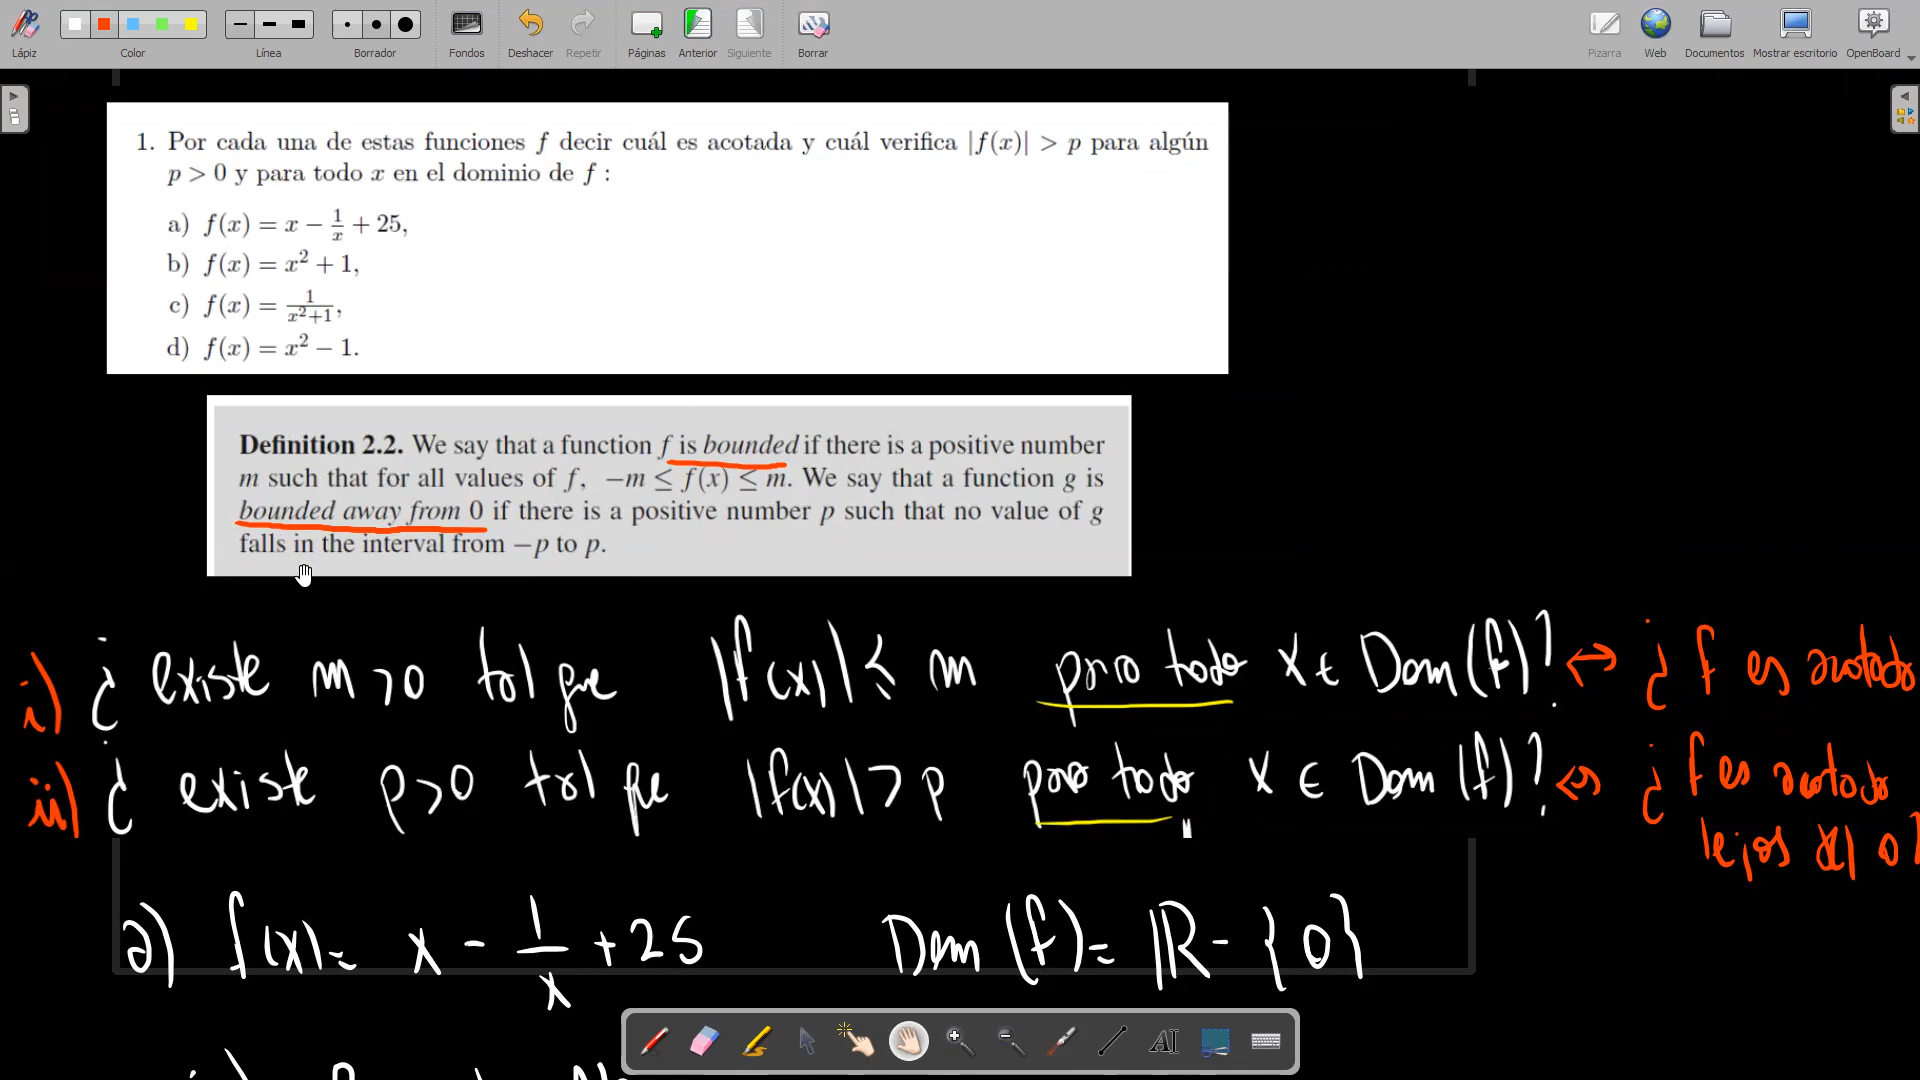 Lápiz Color Línea Borrador Fondos Deshacer Repetir Páginas Anterior Siguiente Borrar Pizarra Web Documentos Mostrar escritorio OpenBoard
1. Por cada una de estas funciones f decir cuál es acotada y cuál verifica |f(x)| > p para algún
p > 0 y para todo x en el dominio de f :
a) f(x) = x − 1/x + 25,
b) f(x) = x² + 1,
c) f(x) = 1/(x²+1),
d) f(x) = x² − 1.
Definition 2.2. We say that a function f is bounded if there is a positive number
m such that for all values of f, −m ≤ f(x) ≤ m. We say that a function g is
bounded away from 0 if there is a positive number p such that no value of g
falls in the interval from −p to p.
i) ¿ existe m > 0 tal que |f(x)| ≤ m para todo x ∈ Dom(f)? ↔ ¿ f es acotada
ii) ¿ existe p > 0 tal que |f(x)| > p para todo x ∈ Dom(f)? ⇔ ¿ f es acotada
lejos del 0?
a) f(x) = x − 1/x + 25 Dom(f) = ℝ − {0}